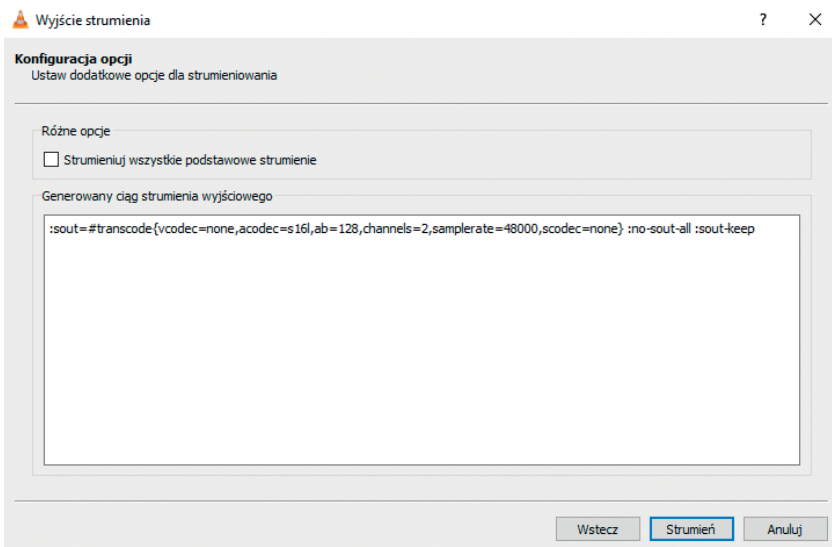 Wyjście strumienia
?
Konfiguracja opcji
Ustaw dodatkowe opcje dla strumieniowania
Różne opcje
Strumieniuj wszystkie podstawowe strumienie
Generowany ciąg strumienia wyjściowego
:sout=#transcode{vcodec=none,acodec=s16l,ab=128,channels=2,samplerate=48000,scodec=none} :no-sout-all :sout-keep
Wstecz Strumień Anuluj